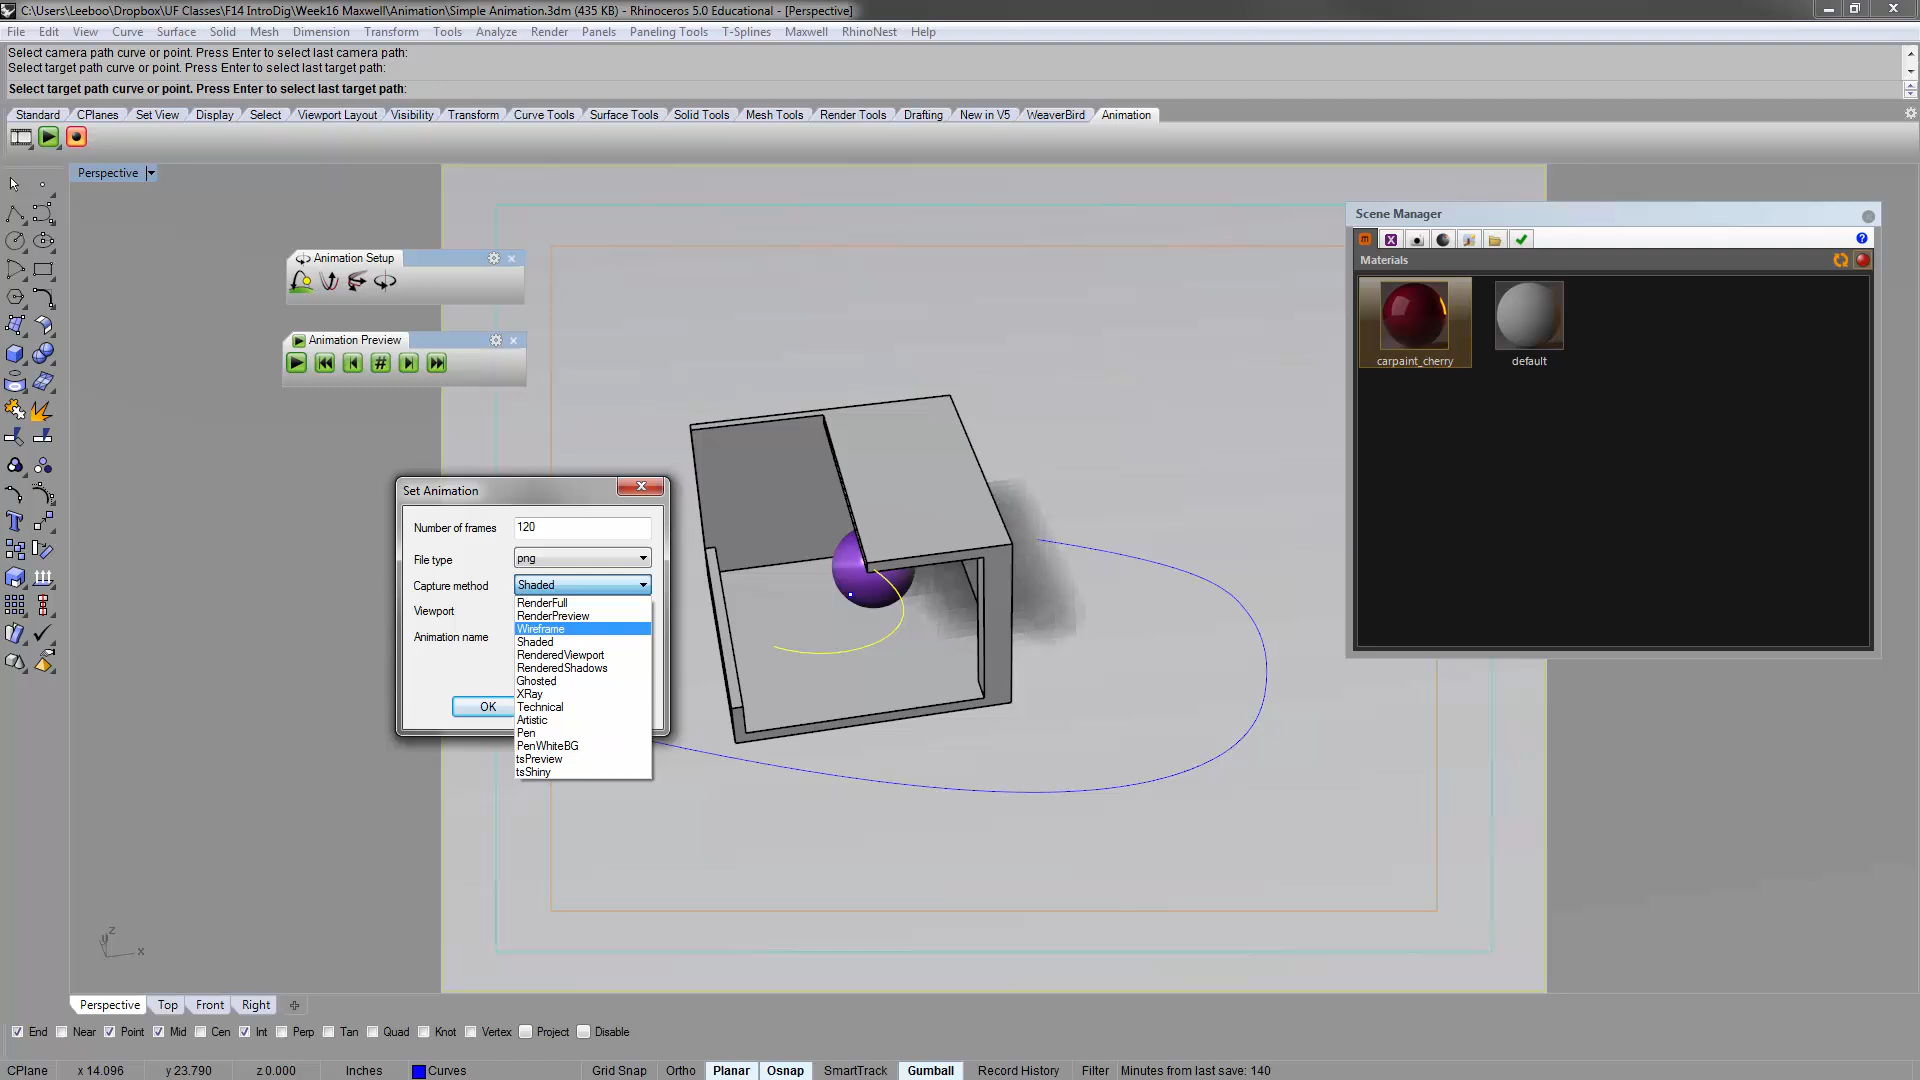 C:\Users\Leeboo\Dropbox\UF Classes\F14 IntroDig\Week16 Maxwell\Animation\Simple Animation.3dm (435 KB) - Rhinoceros 5.0 Educational - [Perspective]
File Edit View Curve Surface Solid Mesh Dimension Transform Tools Analyze Render Panels Paneling Tools T-Splines Maxwell RhinoNest Help
Select camera path curve or point. Press Enter to select last camera path:
Select target path curve or point. Press Enter to select last target path:
Select target path curve or point. Press Enter to select last target path:
Standard CPlanes Set View Display Select Viewport Layout Visibility Transform Curve Tools Surface Tools Solid Tools Mesh Tools Render Tools Drafting New in V5 WeaverBird Animation
Perspective
Scene Manager
Materials
carpaint_cherry default
Animation Setup
Animation Preview
Set Animation
Number of frames 120
File type png
Capture method Shaded
Viewport
Animation name
OK
RenderFull
RenderPreview
Wireframe
Shaded
RenderedViewport
RenderedShadows
Ghosted
XRay
Technical
Artistic
Pen
PenWhiteBG
tsPreview
tsShiny
z
y
x
Perspective Top Front Right
End Near Point Mid Cen Int Perp Tan Quad Knot Vertex Project Disable
CPlane x 14.096 y 23.790 z 0.000 Inches Curves Grid Snap Ortho Planar Osnap SmartTrack Gumball Record History Filter Minutes from last save: 140